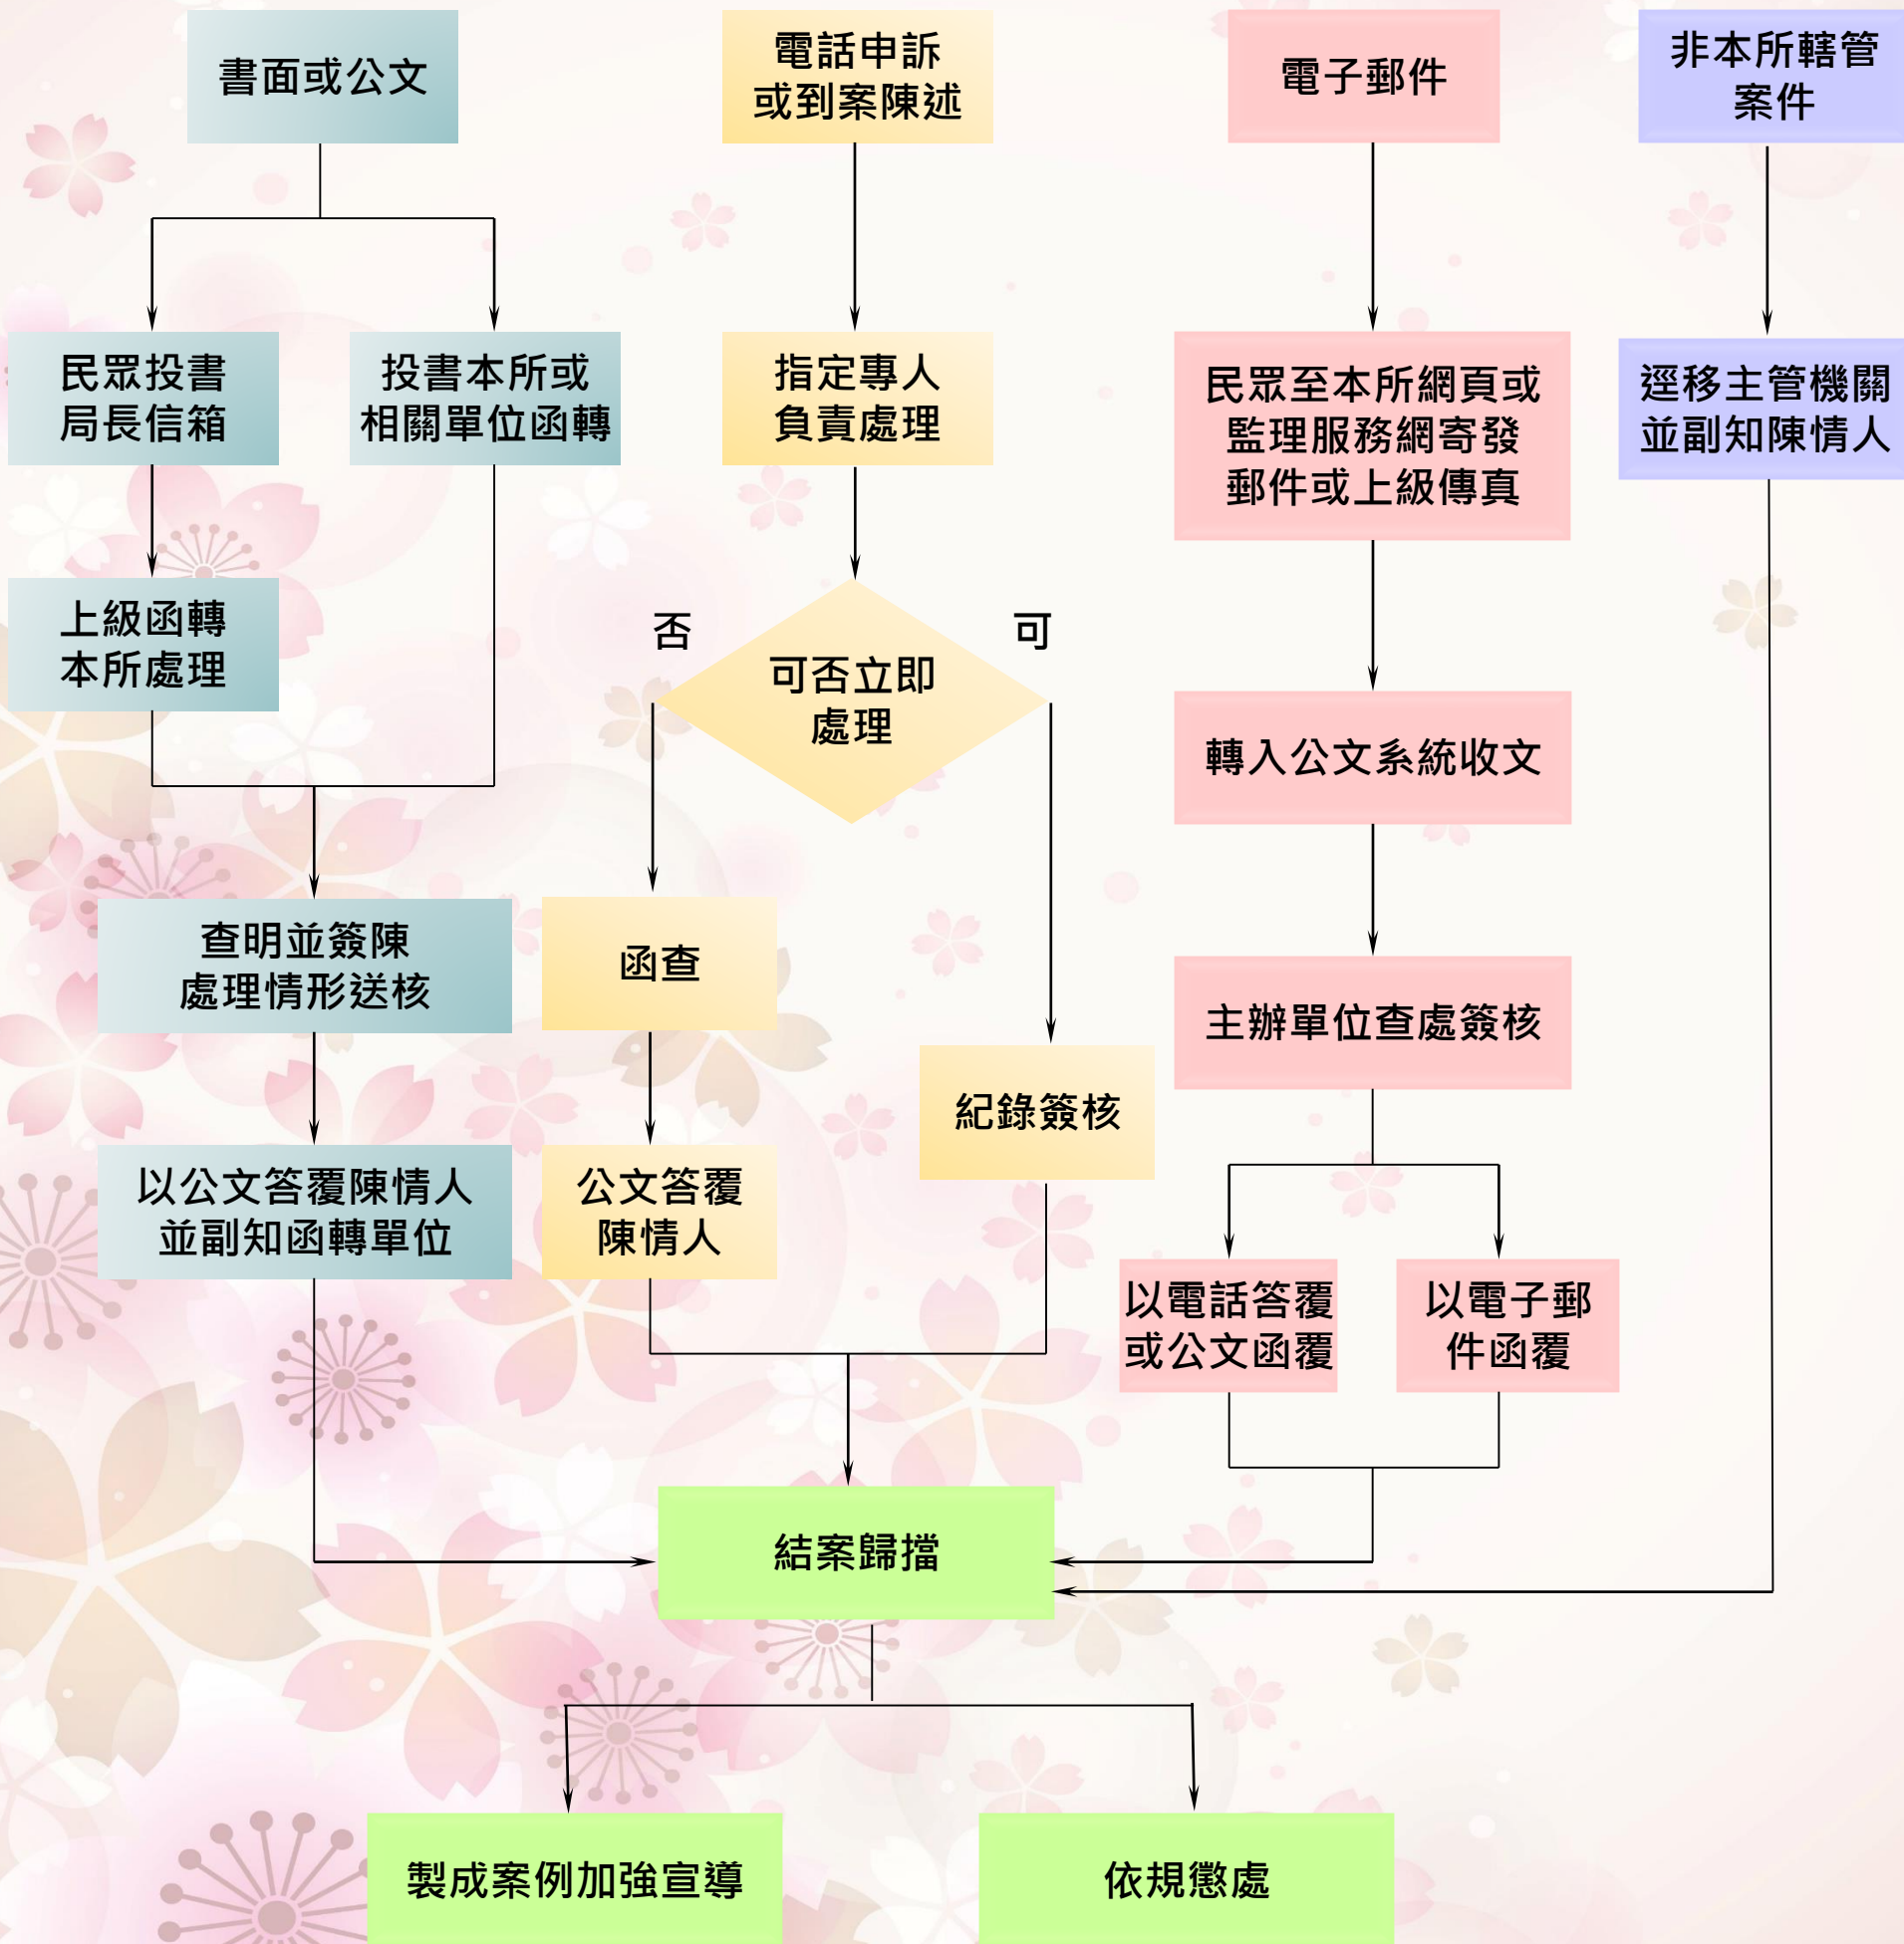 書面或公文
電話申訴
或到案陳述
電子郵件
非本所轄管
案件
民眾投書
局長信箱
投書本所或
相關單位函轉
指定專人
負責處理
民眾至本所網頁或
監理服務網寄發
郵件或上級傳真
逕移主管機關
並副知陳情人
上級函轉
本所處理
否
可
可否立即
處理
轉入公文系統收文
查明並簽陳
處理情形送核
函查
主辦單位查處簽核
紀錄簽核
以公文答覆陳情人
並副知函轉單位
公文答覆
陳情人
以電話答覆
或公文函覆
以電子郵
件函覆
結案歸擋
製成案例加強宣導
依規懲處